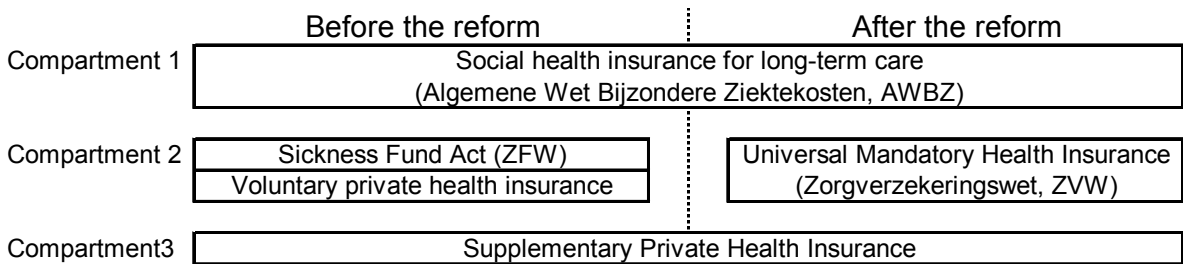 Before the reform After the reform
Compartment 1 Social health insurance for long-term care
(Algemene Wet Bijzondere Ziektekosten, AWBZ)
Compartment 2 Sickness Fund Act (ZFW) Universal Mandatory Health Insurance
Voluntary private health insurance (Zorgverzekeringswet, ZVW)
Compartment3 Supplementary Private Health Insurance